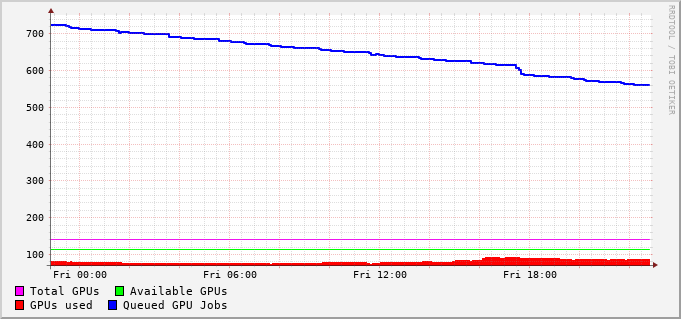 700
600
500
400
300
200
100
Fri 00:00 Fri 06:00 Fri 12:00 Fri 18:00
Total GPUs Available GPUs
GPUs used Queued GPU Jobs
RRDTOOL / TOBI OETIKER